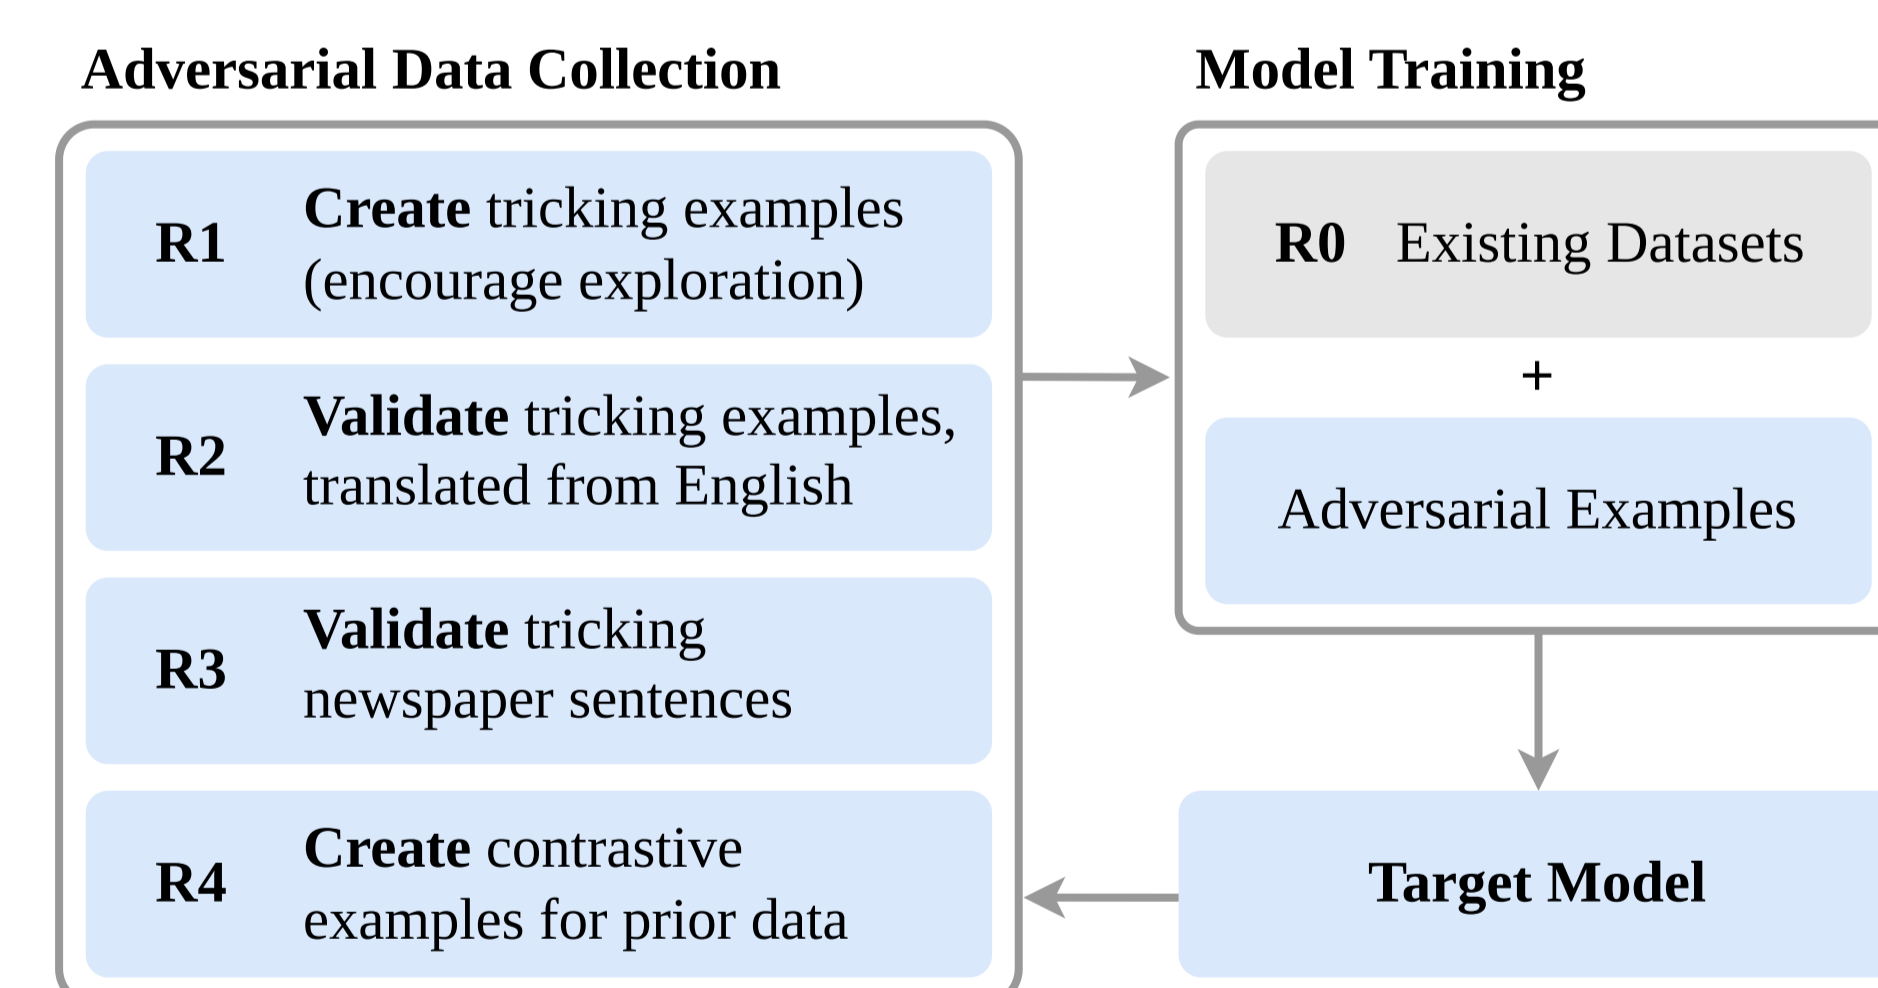 Adversarial Data Collection
R1
Create tricking examples
(encourage exploration)
R2
Validate tricking examples,
translated from English
R3
Validate tricking
newspaper sentences
R4
Create contrastive
examples for prior data
Model Training
R0 Existing Datasets
+
Adversarial Examples
Target Model